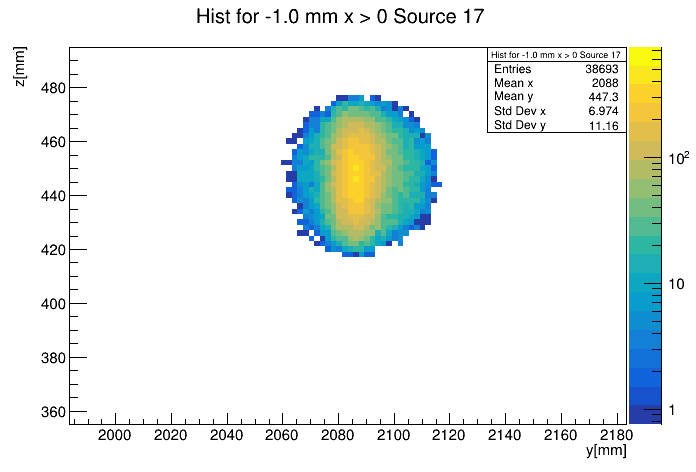 Hist for -1.0 mm x > 0 Source 17
z[mm]
Hist for -1.0 mm x > 0 Source 17
Entries 38693
Mean x 2088
Mean y 447.3
Std Dev x 6.974
Std Dev y 11.16
480
460
440
420
400
380
360
2000 2020 2040 2060 2080 2100 2120 2140 2160 2180
y[mm]
10²
10
1